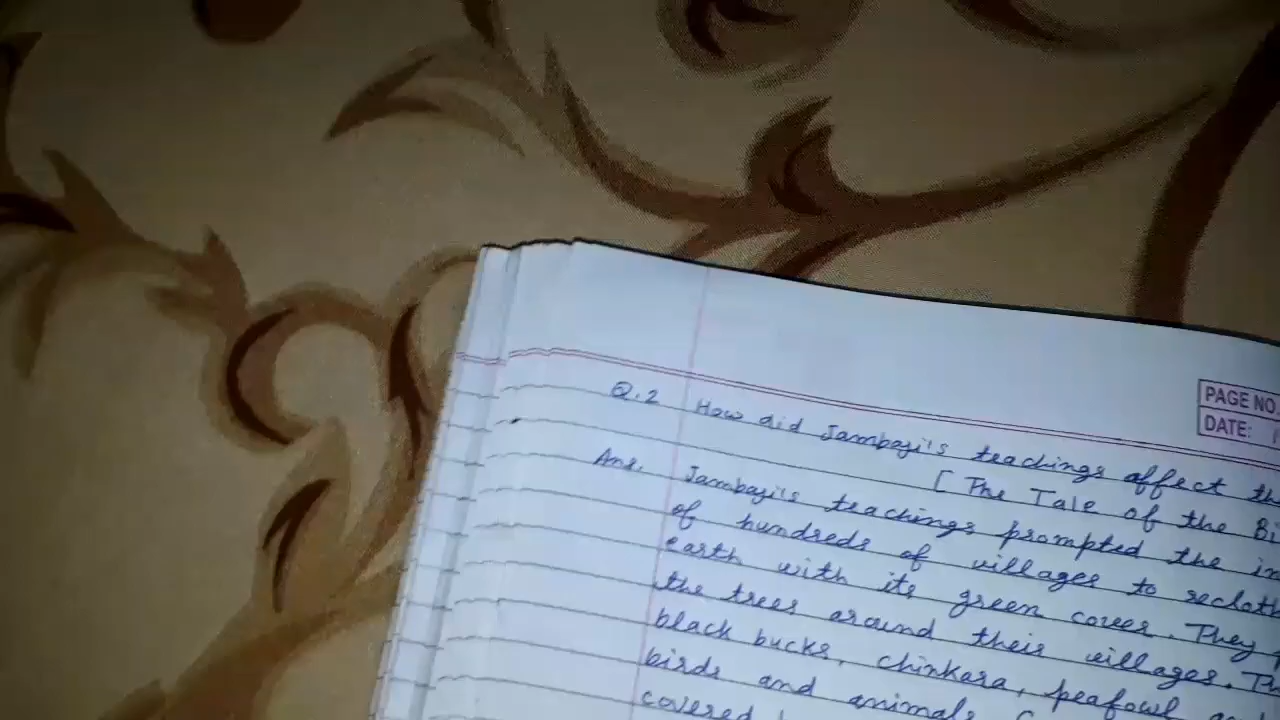 PAGE NO.
DATE:
Q.2 How did Jambaji's teachings affect
[ The Tale of the
Ans. Jambaji's teachings prompted the
of hundreds of villages to
earth with its green cover. They
the trees around their villages.
black bucks, chinkara, peafowl
birds and animals
covered